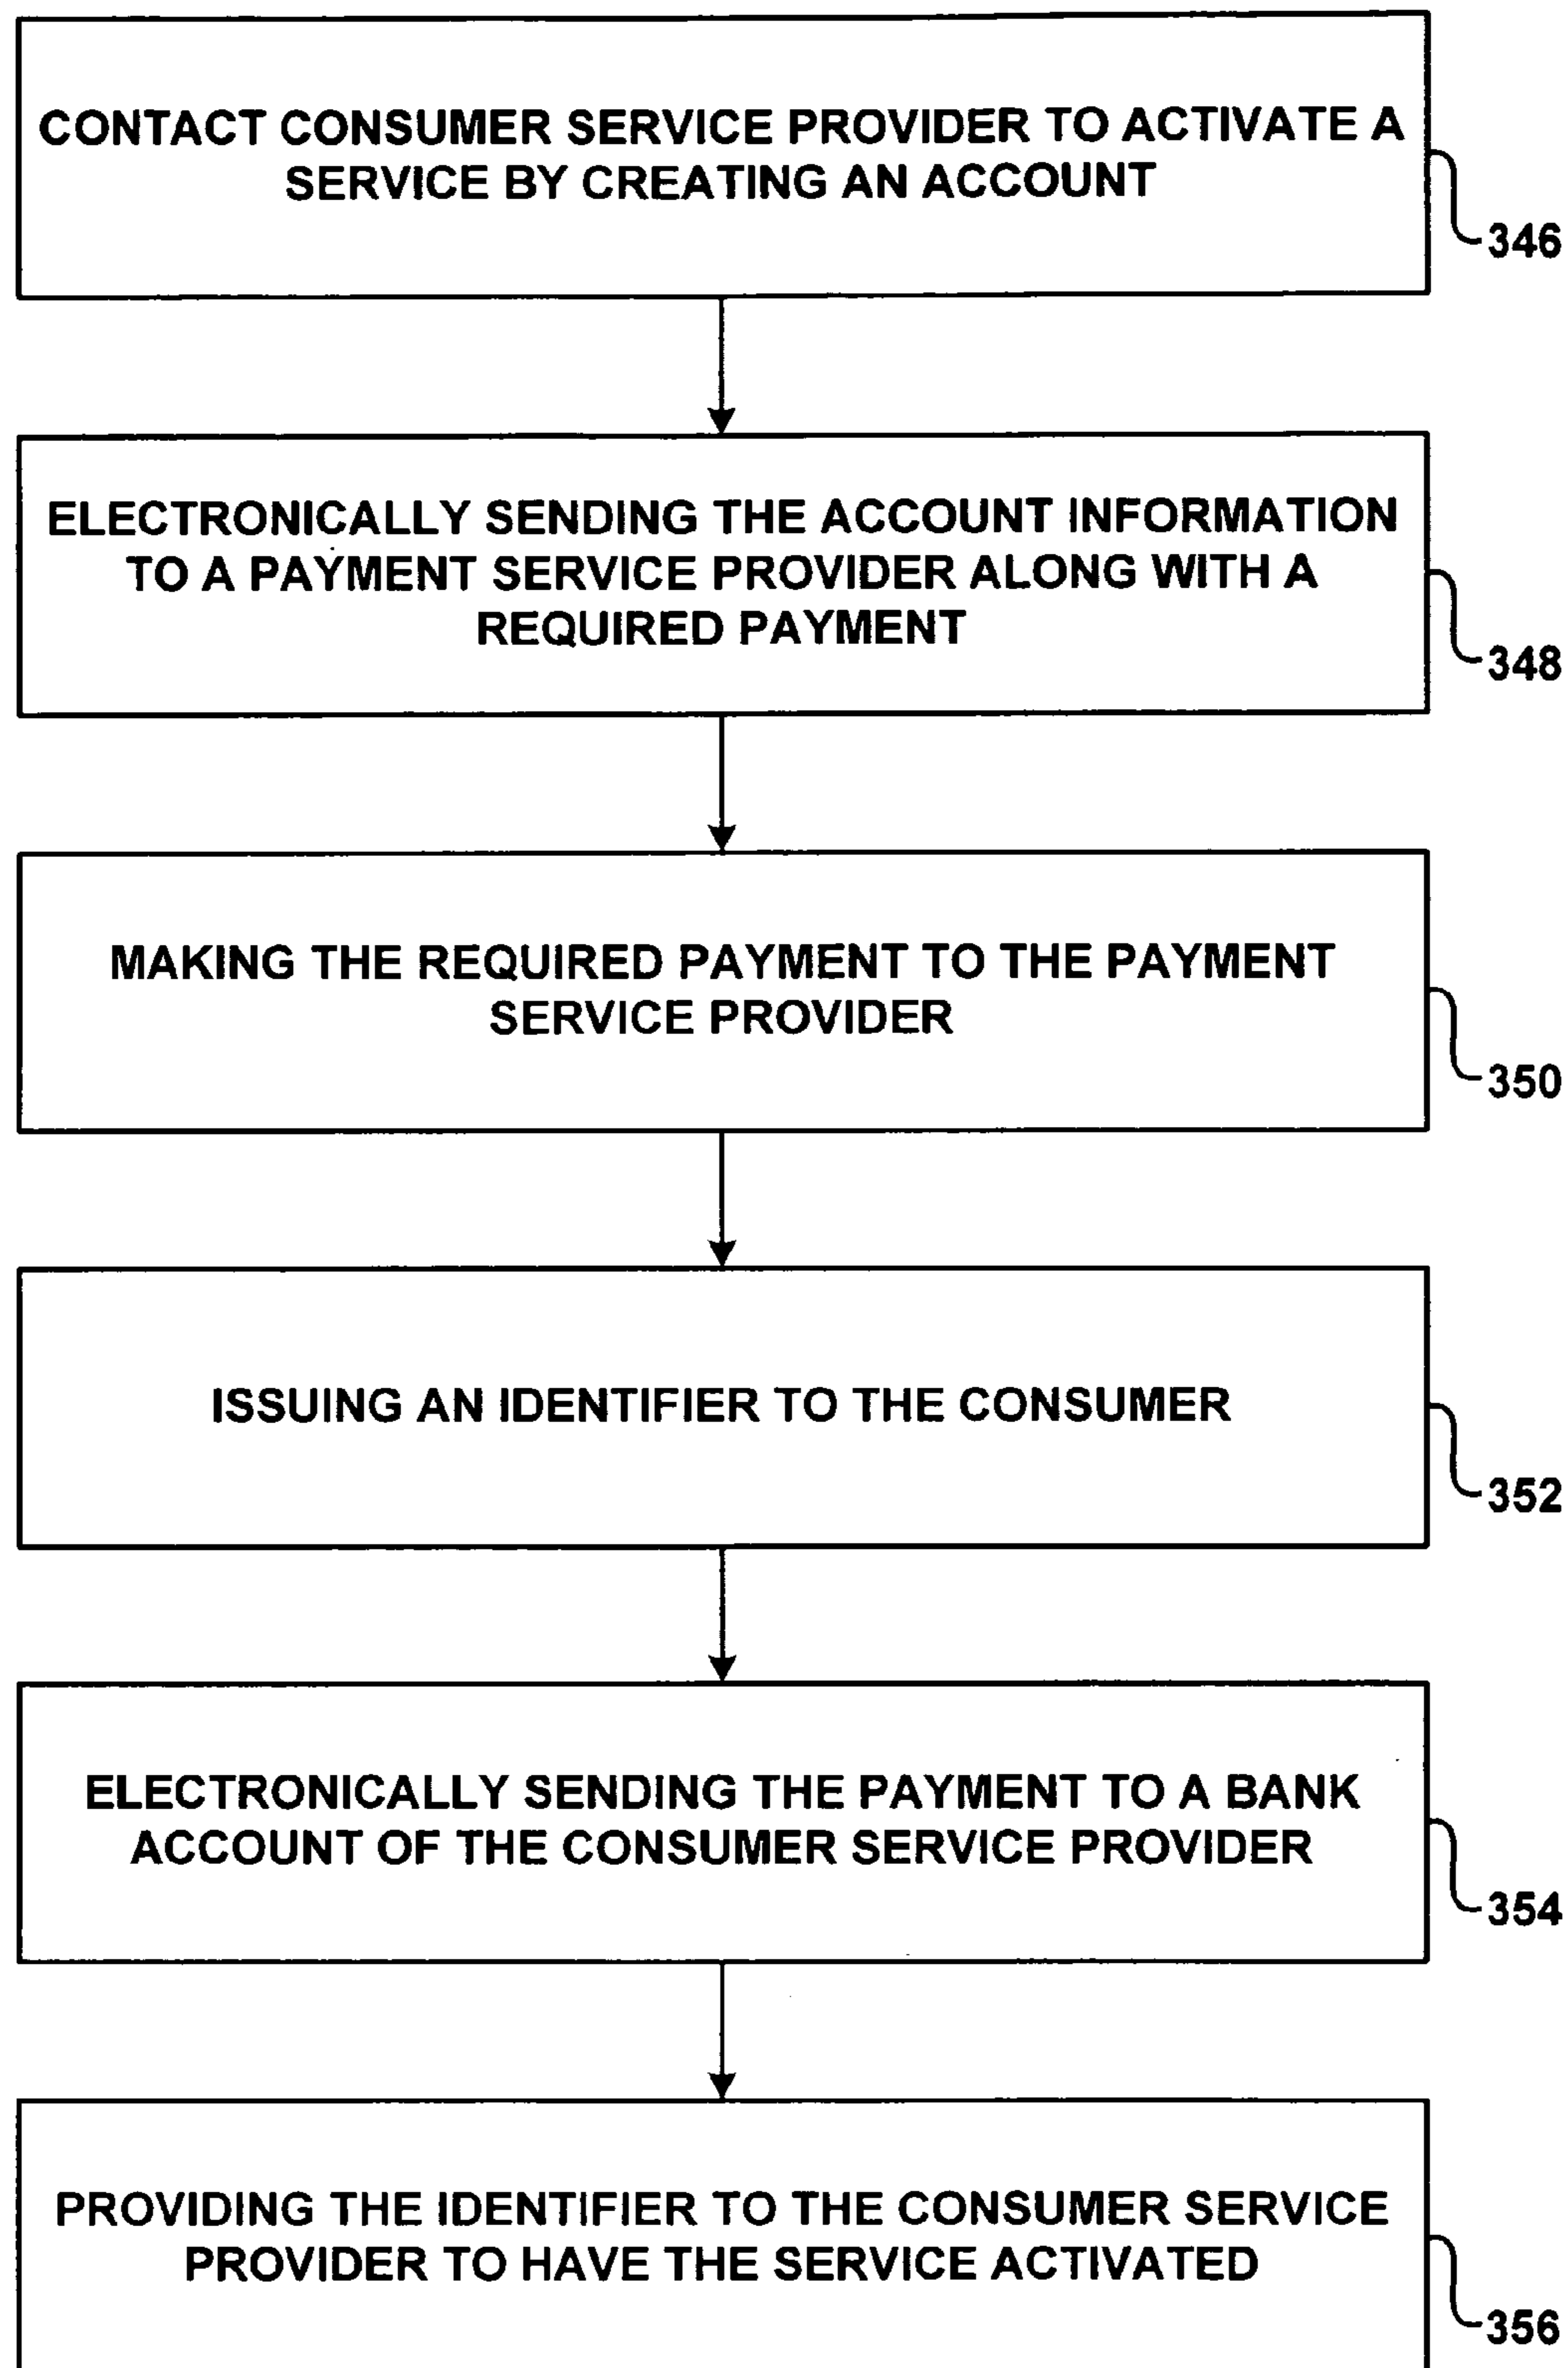 CONTACT CONSUMER SERVICE PROVIDER TO ACTIVATE A
SERVICE BY CREATING AN ACCOUNT
346
ELECTRONICALLY SENDING THE ACCOUNT INFORMATION
TO A PAYMENT SERVICE PROVIDER ALONG WITH A
REQUIRED PAYMENT
348
MAKING THE REQUIRED PAYMENT TO THE PAYMENT
SERVICE PROVIDER
350
ISSUING AN IDENTIFIER TO THE CONSUMER
352
ELECTRONICALLY SENDING THE PAYMENT TO A BANK
ACCOUNT OF THE CONSUMER SERVICE PROVIDER
354
PROVIDING THE IDENTIFIER TO THE CONSUMER SERVICE
PROVIDER TO HAVE THE SERVICE ACTIVATED
356